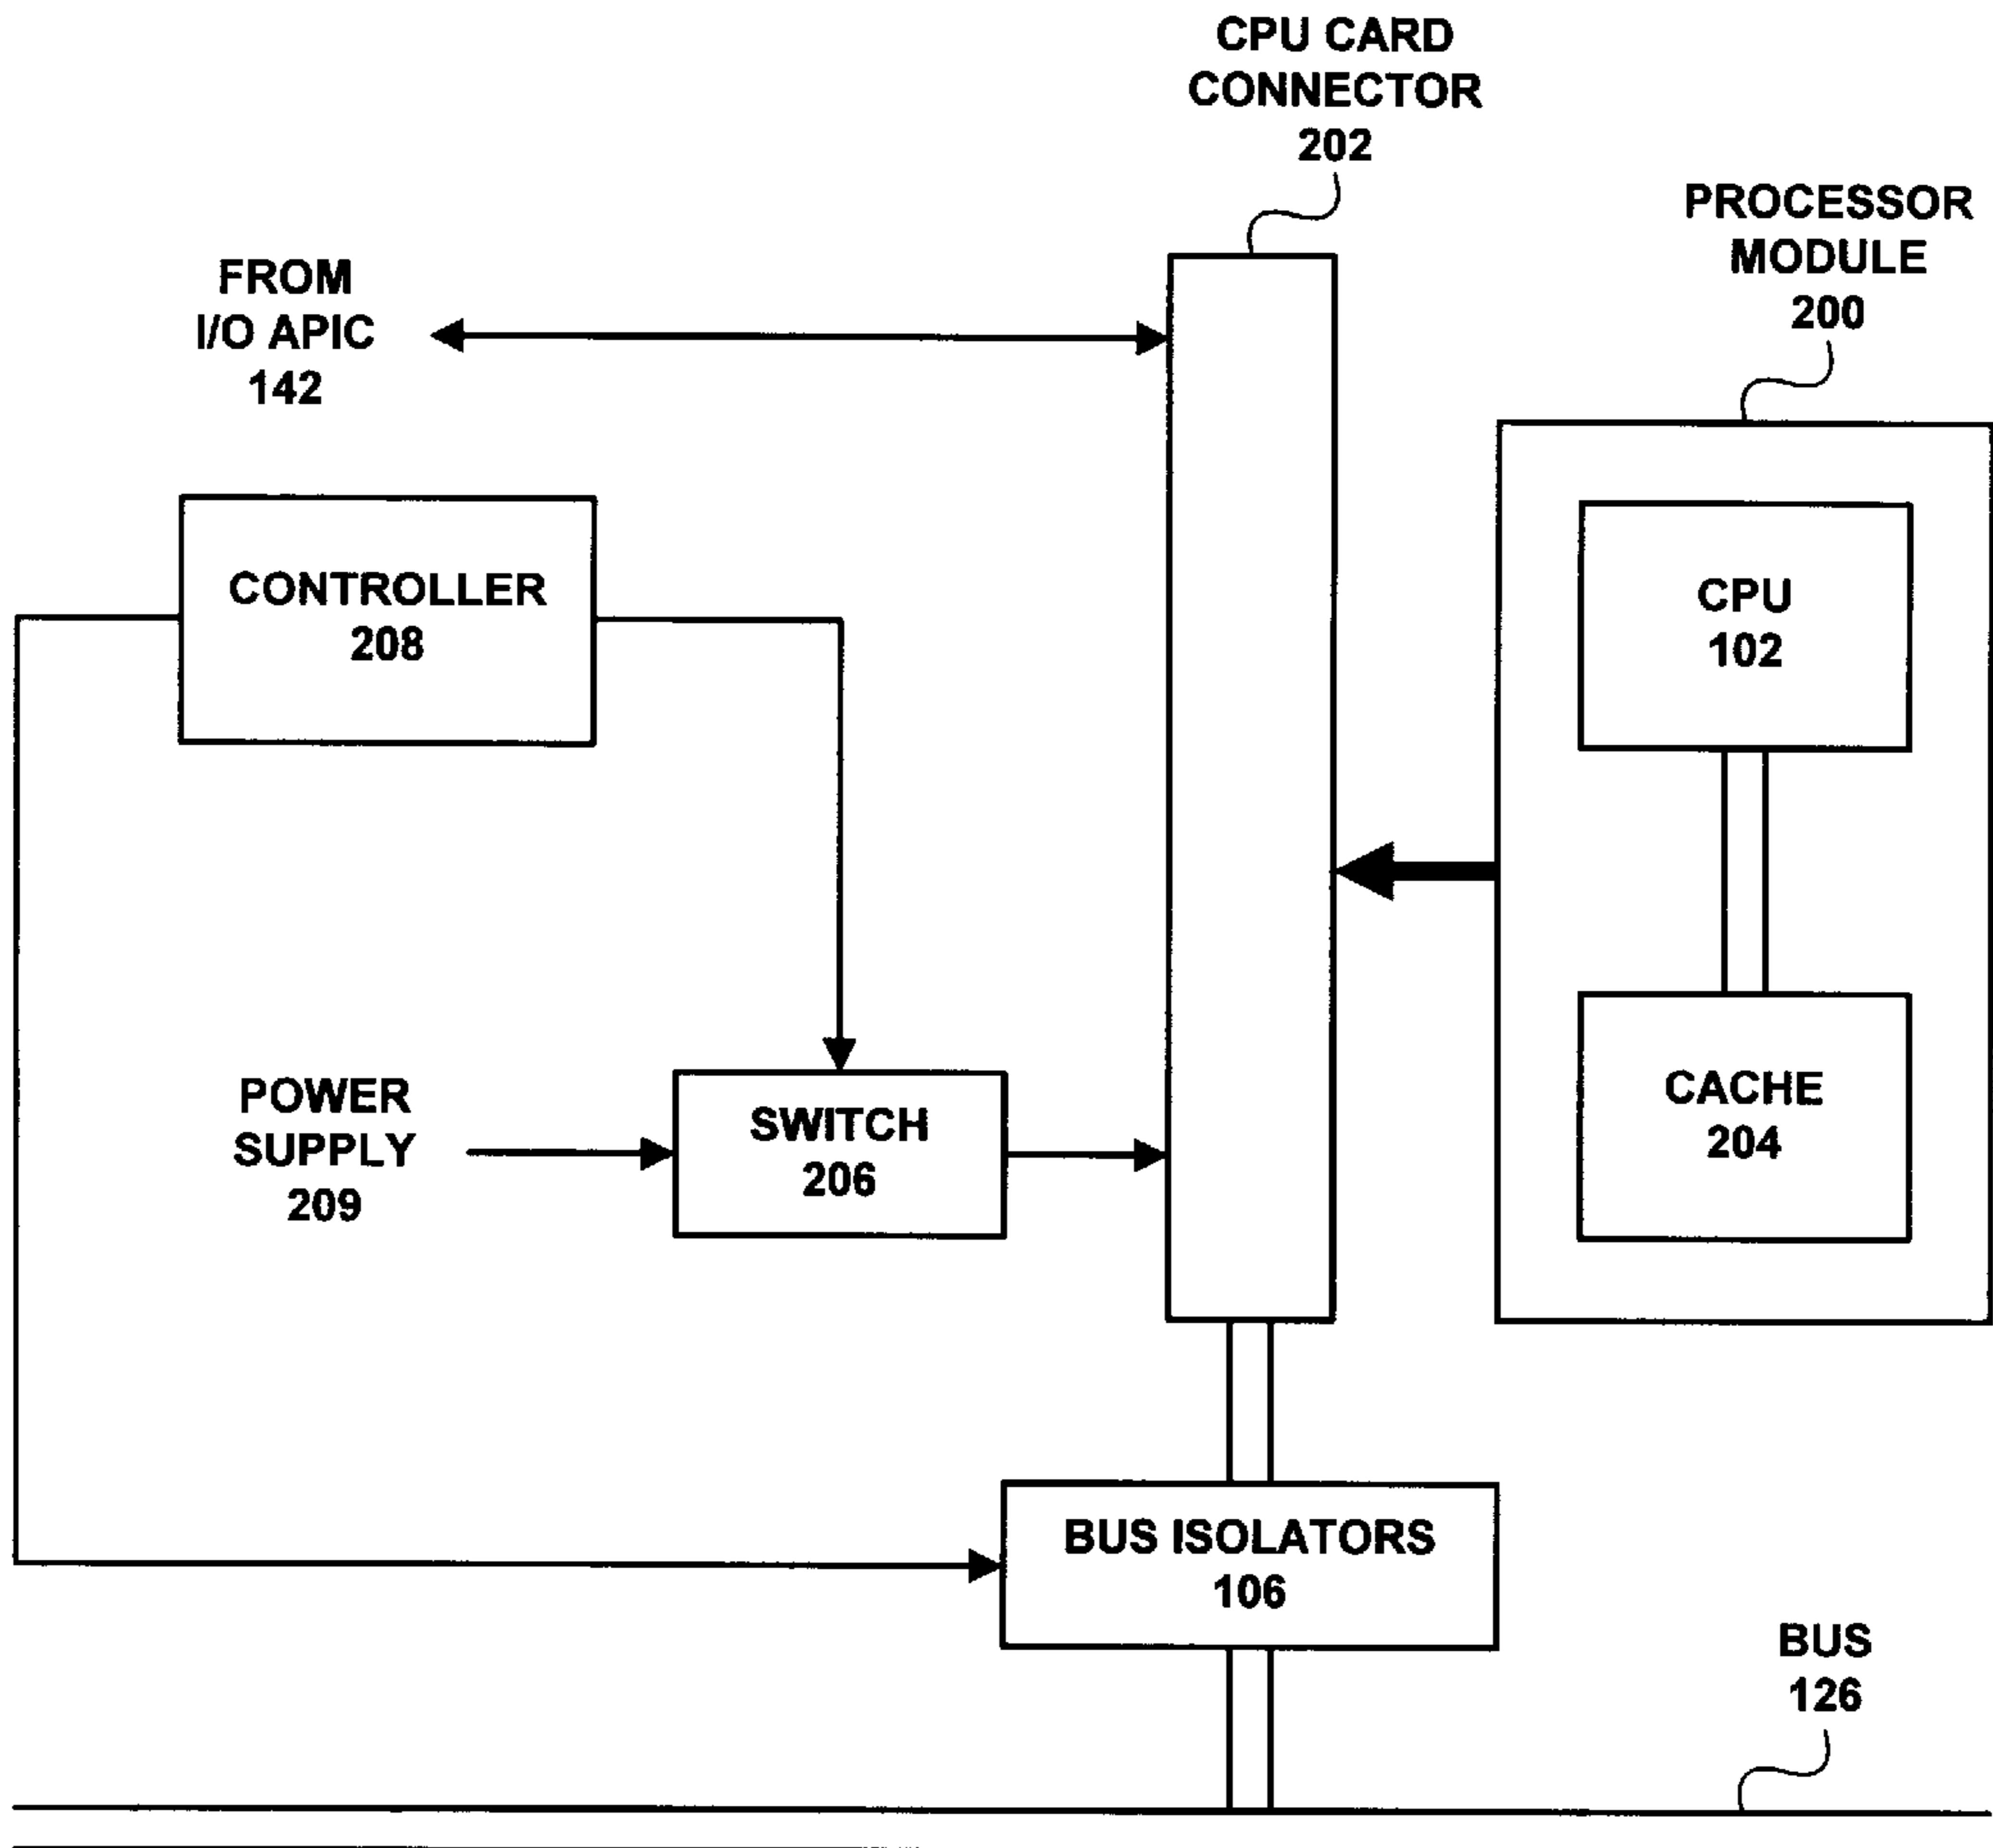 CPU CARD
CONNECTOR
202
PROCESSOR
MODULE
200
FROM
I/O APIC
142
CONTROLLER
208
CPU
102
POWER
SUPPLY
209
SWITCH
206
CACHE
204
BUS ISOLATORS
106
BUS
126